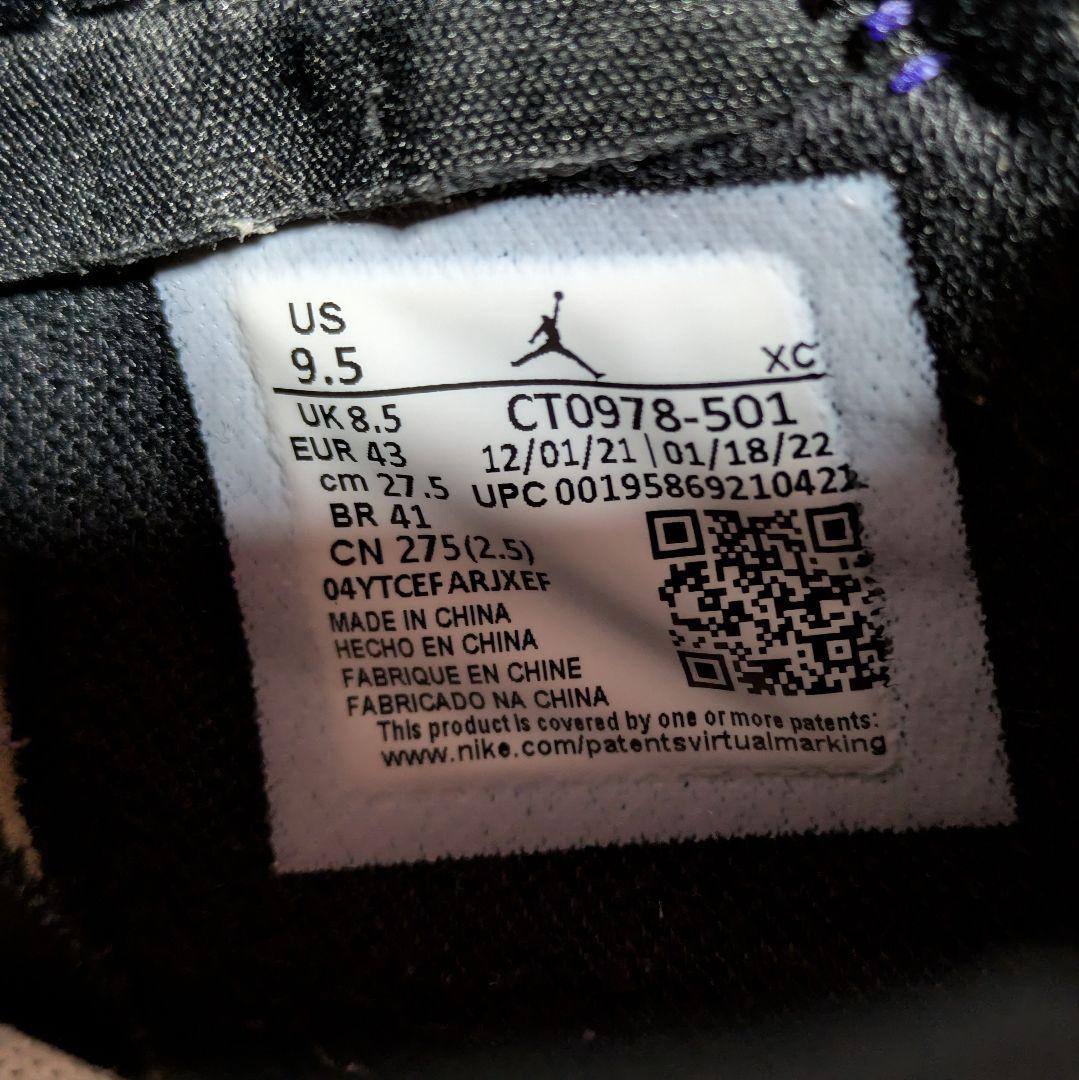 US
9.5
XC
UK 8.5
CT0978-501
EUR 43
12/01/21 \ 01/18/22
cm 27.5
UPC 00195869210421
BR 41
CN 275(2.5)
04YTCEFARJXEF
MADE IN CHINA
HECHO EN CHINA
FABRIQUE EN CHINE
FABRICADO NA CHINA
This product is covered by one or more patents:
www.nike.com/patentsvirtualmarking